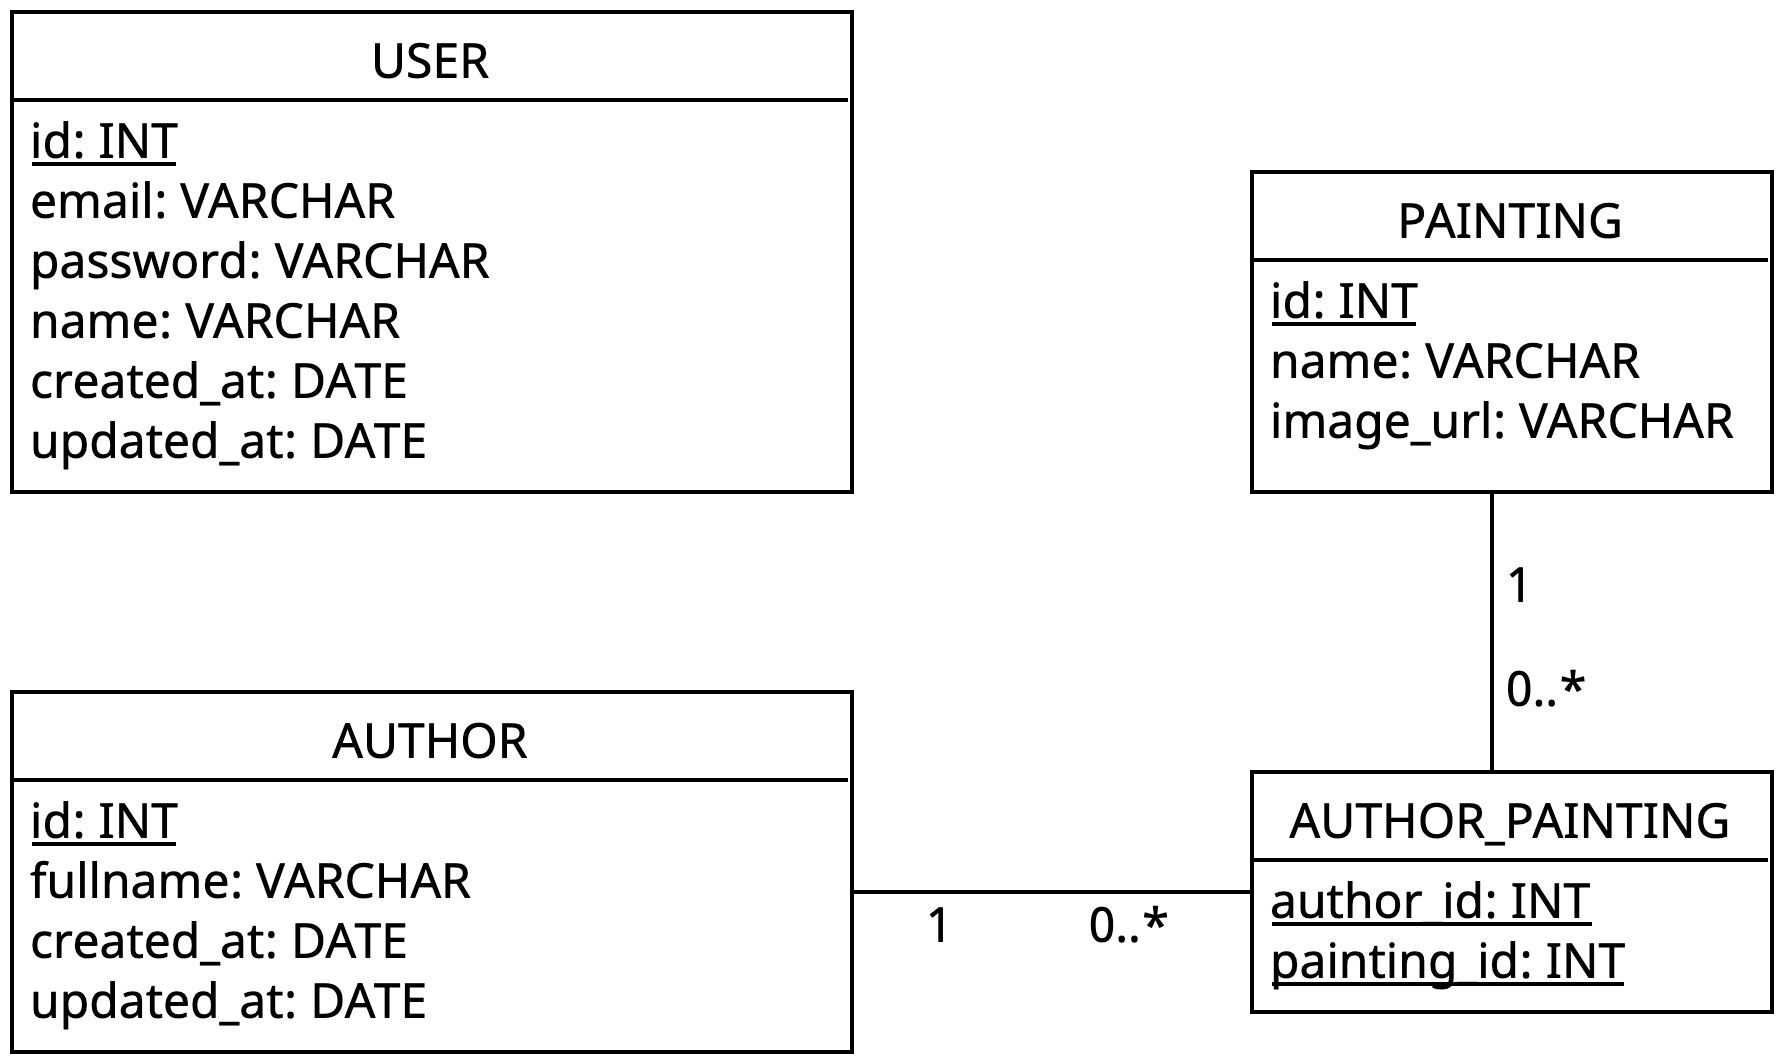 USER
id: INT
email: VARCHAR
password: VARCHAR
name: VARCHAR
created_at: DATE
updated_at: DATE
PAINTING
id: INT
name: VARCHAR
image_url: VARCHAR
1
0..*
AUTHOR
id: INT
fullname: VARCHAR
created_at: DATE
updated_at: DATE
1
0..*
AUTHOR_PAINTING
author_id: INT
painting_id: INT